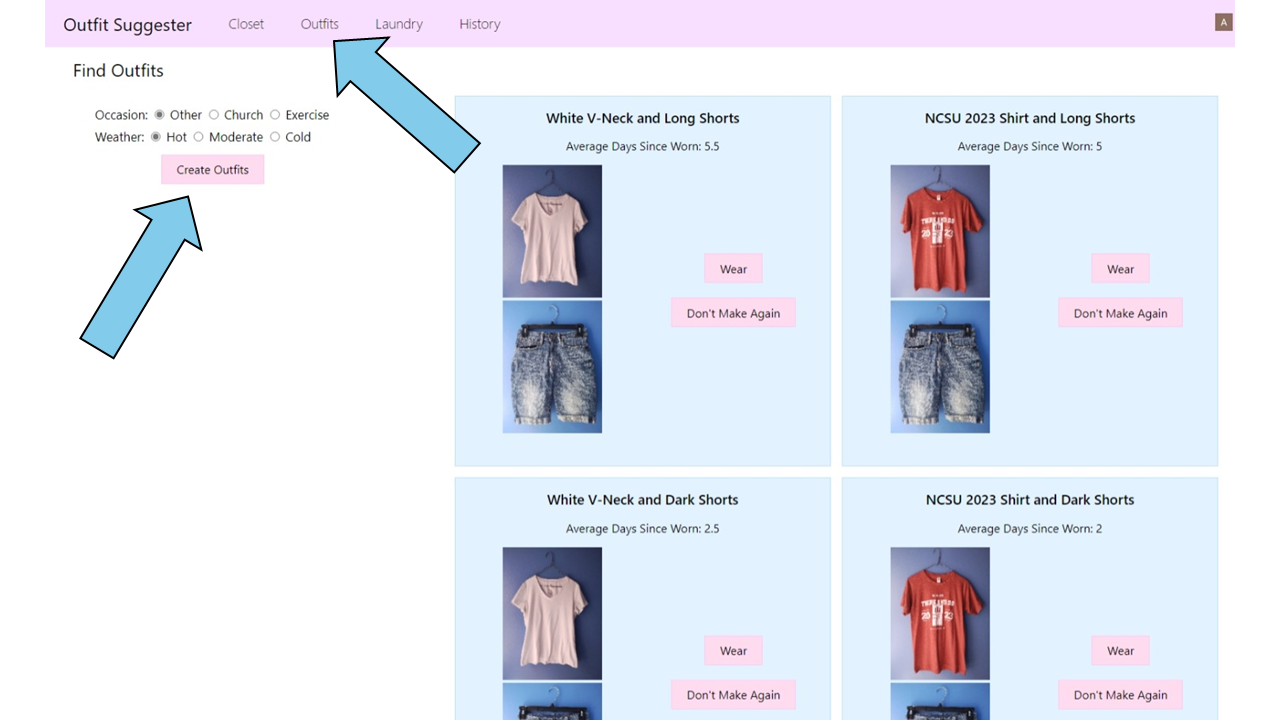 Outfit Suggester Closet Outfits Laundry History A
Find Outfits
Occasion: Other Church Exercise
Weather: Hot Moderate Cold
Create Outfits
White V-Neck and Long Shorts
Average Days Since Worn: 5.5
Wear
Don't Make Again
NCSU 2023 Shirt and Long Shorts
Average Days Since Worn: 5
20 23
Wear
Don't Make Again
White V-Neck and Dark Shorts
Average Days Since Worn: 2.5
Wear
Don't Make Again
NCSU 2023 Shirt and Dark Shorts
Average Days Since Worn: 2
20 23
Wear
Don't Make Again